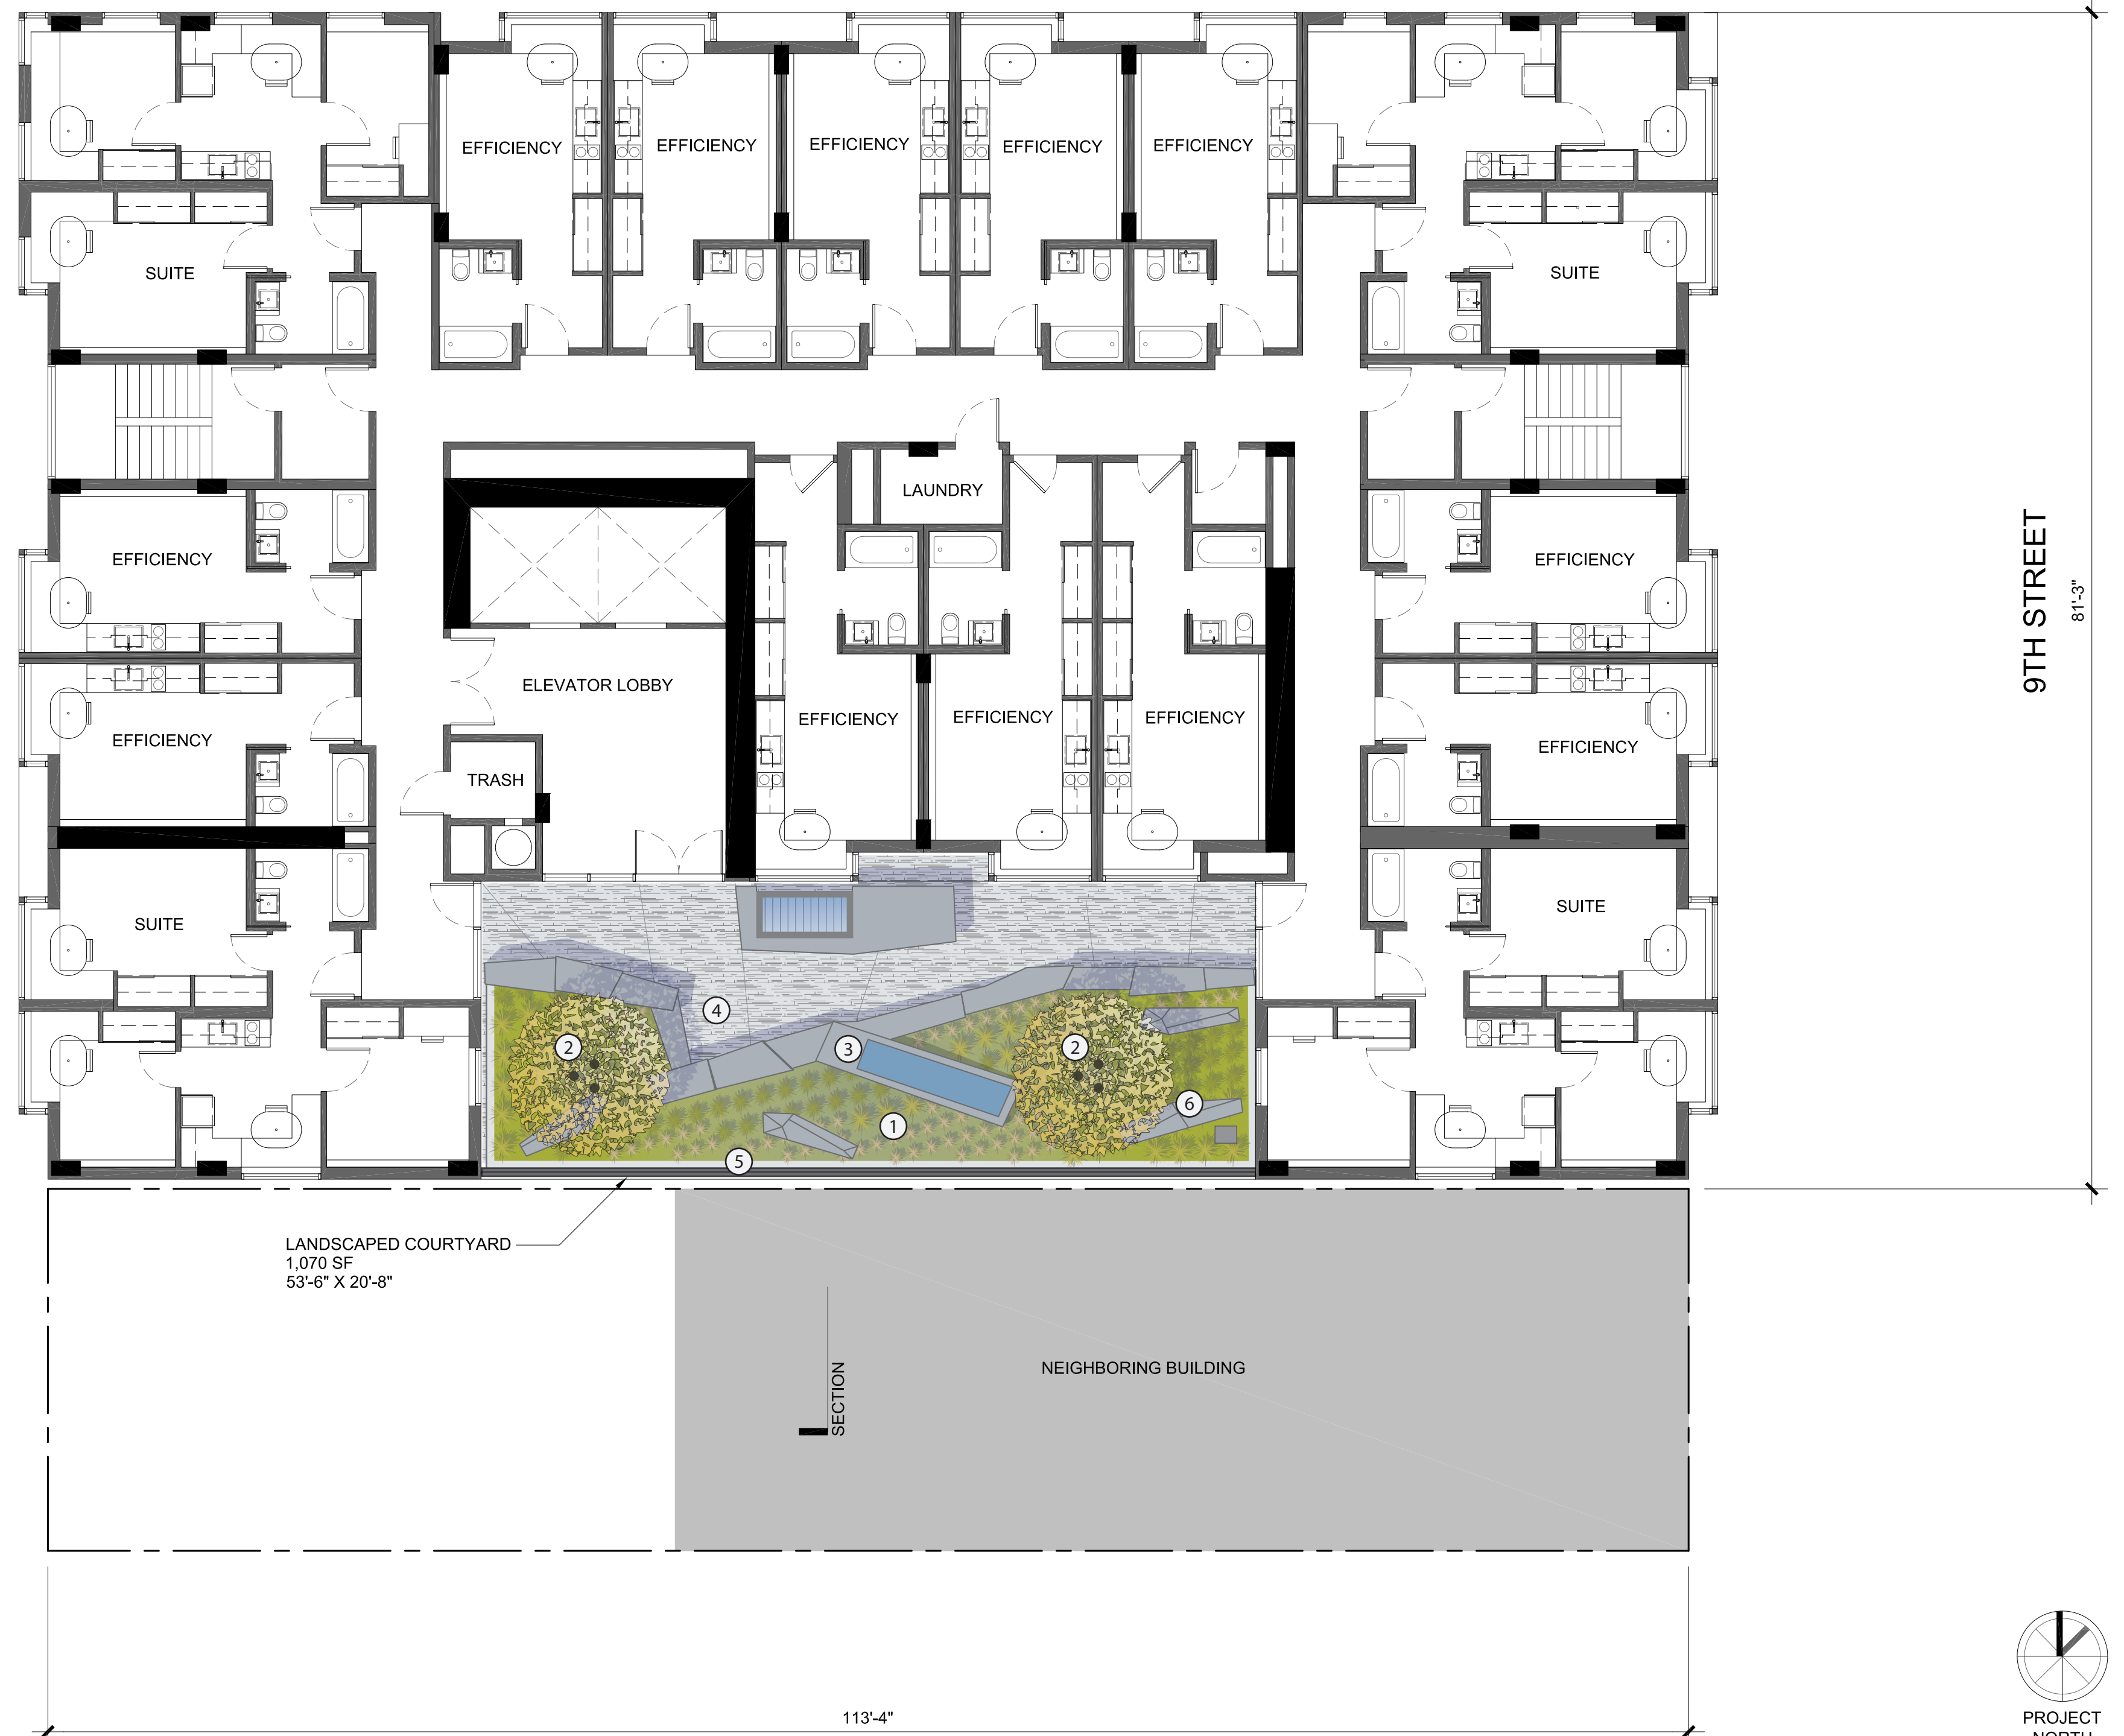 EFFICIENCY
EFFICIENCY
EFFICIENCY
EFFICIENCY
EFFICIENCY
SUITE
SUITE
LAUNDRY
EFFICIENCY
EFFICIENCY
9TH STREET
81'-3"
ELEVATOR LOBBY
EFFICIENCY
EFFICIENCY
EFFICIENCY
EFFICIENCY
EFFICIENCY
TRASH
SUITE
SUITE
4
2
3
2
6
1
5
LANDSCAPED COURTYARD
1,070 SF
53'-6" X 20'-8"
SECTION
NEIGHBORING BUILDING
113'-4"
PROJECT
NORTH